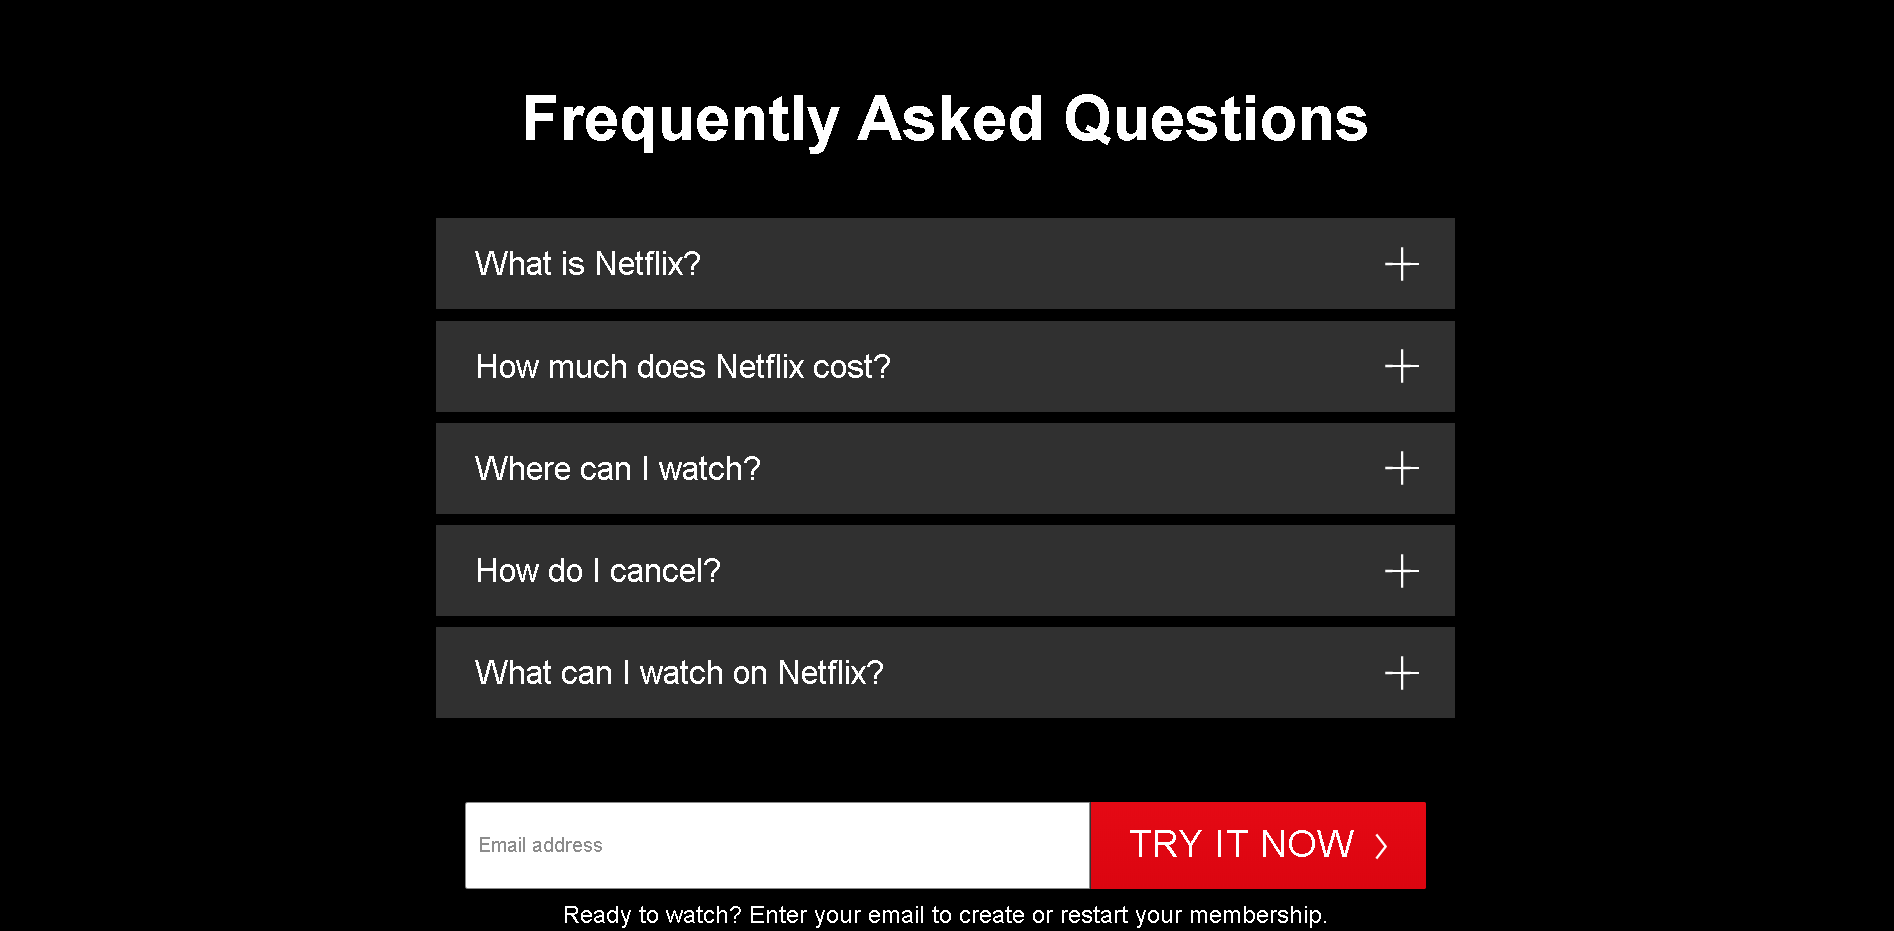 Frequently Asked Questions
What is Netflix?
How much does Netflix cost?
Where can I watch?
How do I cancel?
What can I watch on Netflix?
Email address
TRY IT NOW
Ready to watch? Enter your email to create or restart your membership.